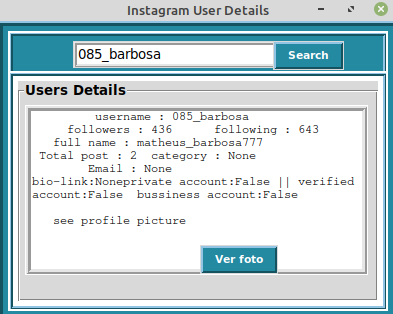 Instagram User Details
085_barbosa Search
Users Details
username : 085_barbosa
followers : 436 following : 643
full name : matheus_barbosa777
Total post : 2 category : None
Email : None
bio-link:Noneprivate account:False || verified
account:False bussiness account:False
see profile picture
Ver foto